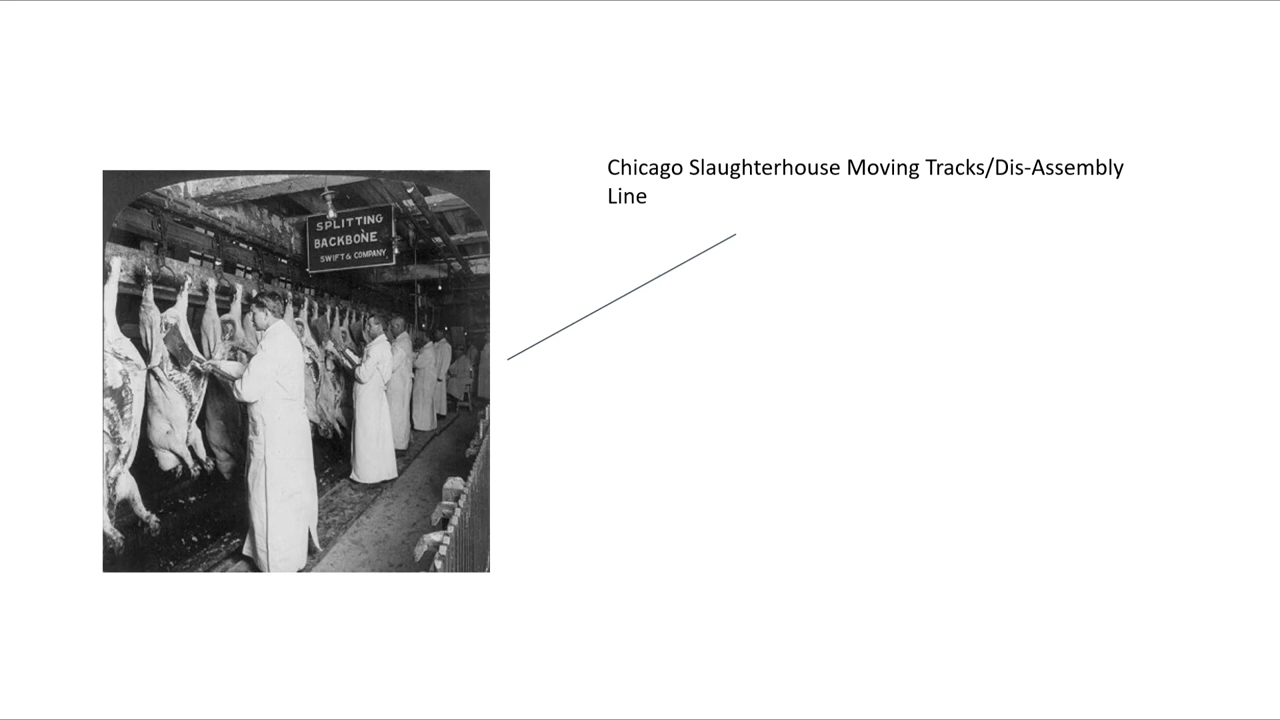 SPLITTING
BACKBONE
SWIFT & COMPANY
Chicago Slaughterhouse Moving Tracks/Dis-Assembly
Line